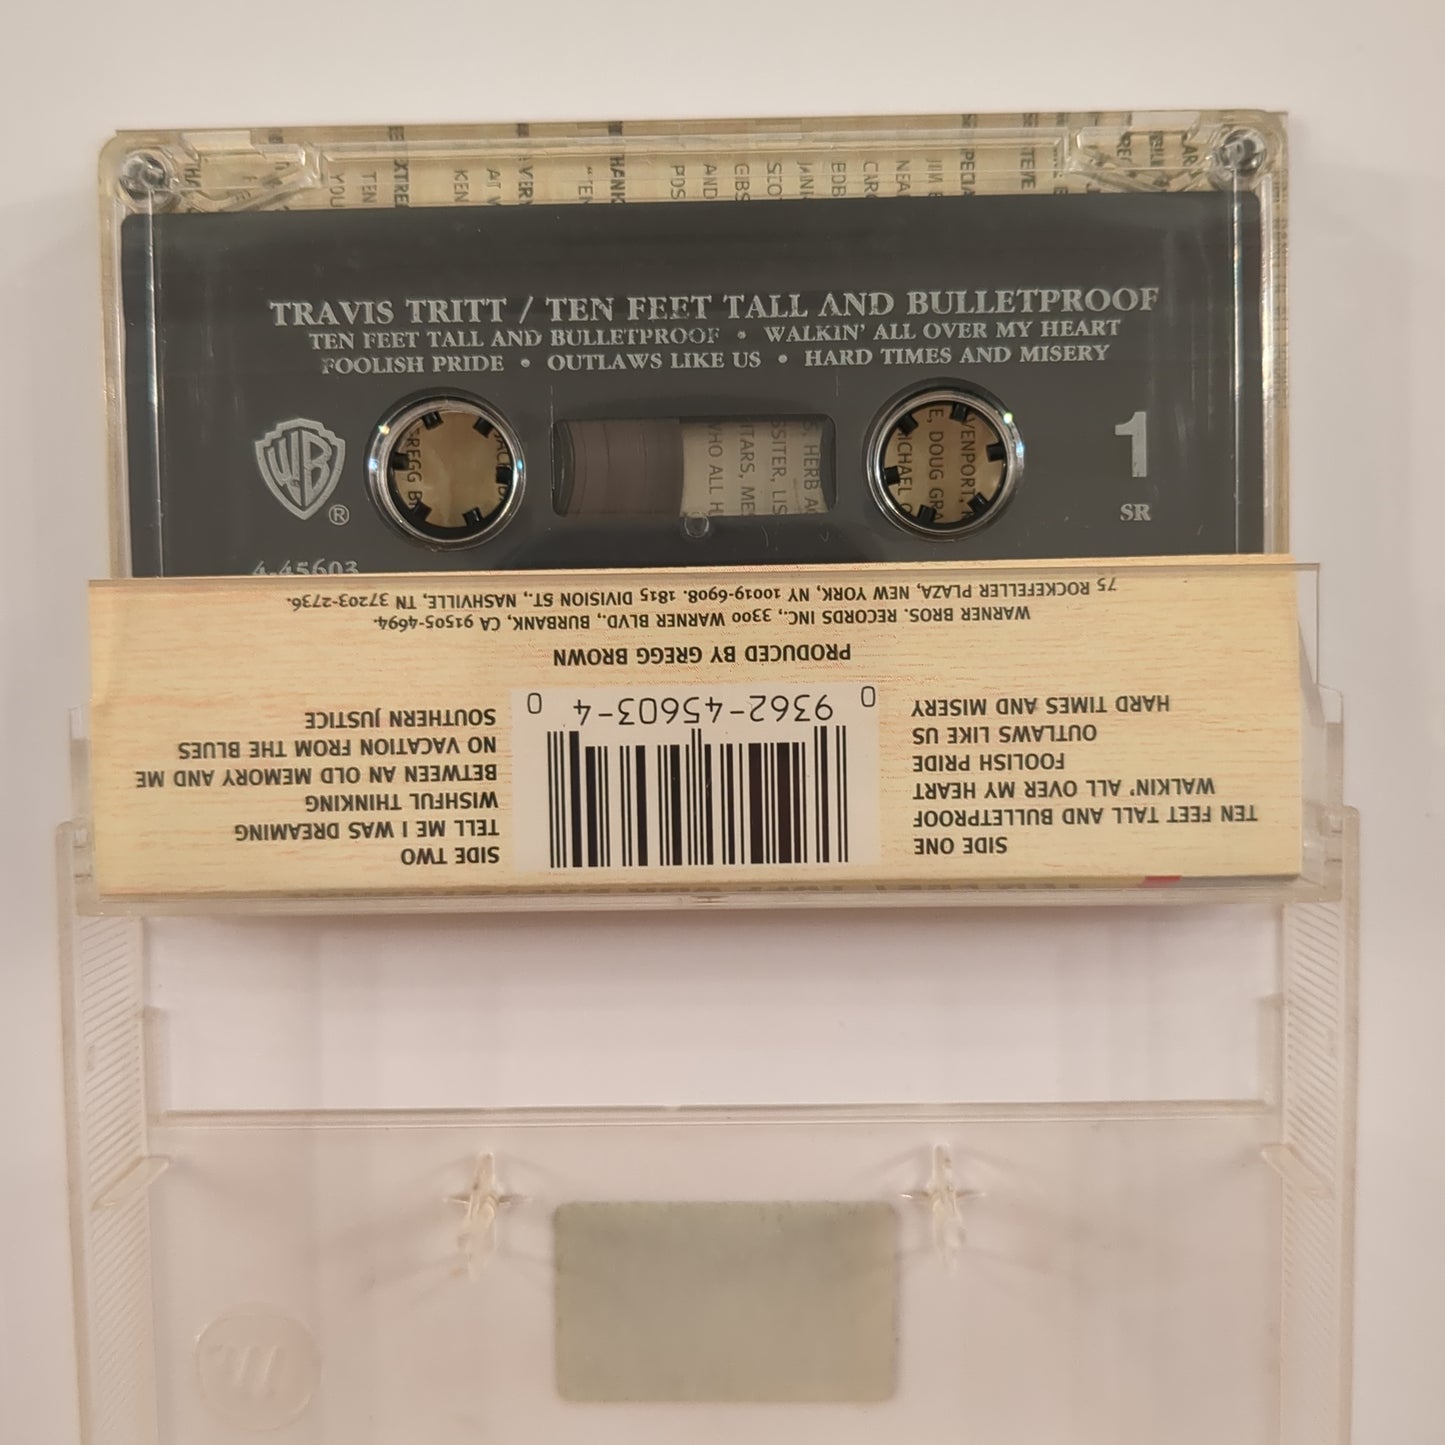 TRAVIS TRITT / TEN FEET TALL AND BULLETPROOF
TEN FEET TALL AND BULLETPROOF • WALKIN' ALL OVER MY HEART
FOOLISH PRIDE • OUTLAWS LIKE US • HARD TIMES AND MISERY
WB
®
1
SR
4-45603
SIDE ONE
TEN FEET TALL AND BULLETPROOF
WALKIN' ALL OVER MY HEART
FOOLISH PRIDE
OUTLAWS LIKE US
HARD TIMES AND MISERY
0 9362-45603-4 0
SIDE TWO
TELL ME I WAS DREAMING
WISHFUL THINKING
BETWEEN AN OLD MEMORY AND ME
NO VACATION FROM THE BLUES
SOUTHERN JUSTICE
PRODUCED BY GREGG BROWN
WARNER BROS. RECORDS INC., 3300 WARNER BLVD., BURBANK, CA 91505-4694.
75 ROCKEFELLER PLAZA, NEW YORK, NY 10019-6908. 1815 DIVISION ST., NASHVILLE, TN 37203-2736.